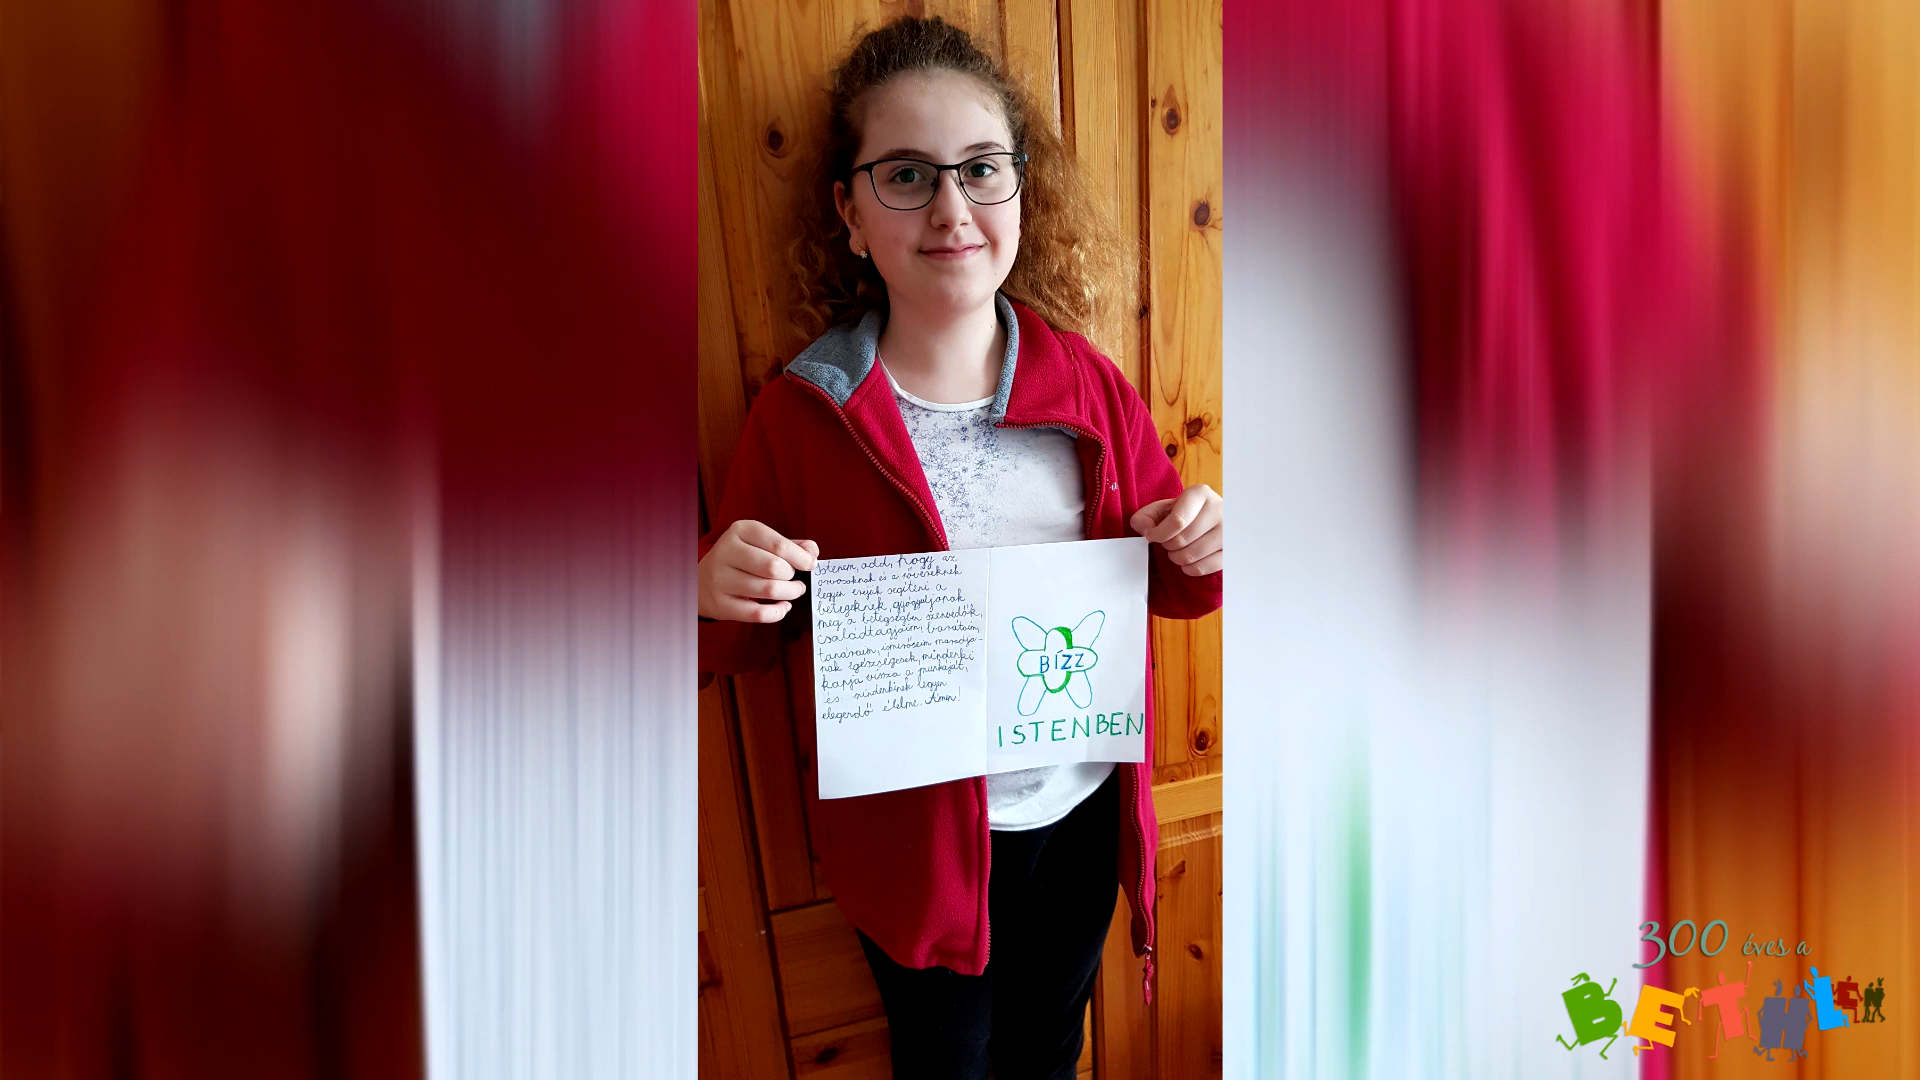 Istenem, add, hogy az
orvosoknak és a nővéreknek
legyen erejük segíteni a
betegeknek, gyógyuljanak
meg a betegségben szenvedők,
családtagjaim, barátaim,
tanáraim, ismerőseim maradja-
nak egészségesek, mindenki
kapja vissza a munkáját,
és mindenkinek legyen
elegendő élelme. Ámen!
BÍZZ
ISTENBEN
300 éves a
BETHLEN